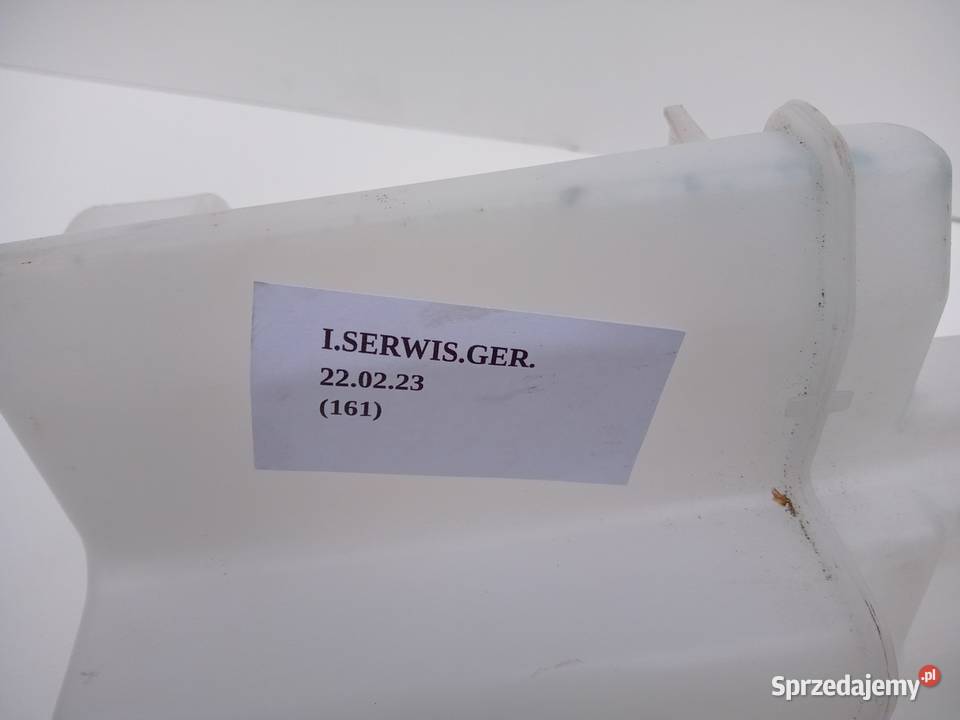 I.SERWIS.GER.
22.02.23
(161)
Sprzedajemy.pl